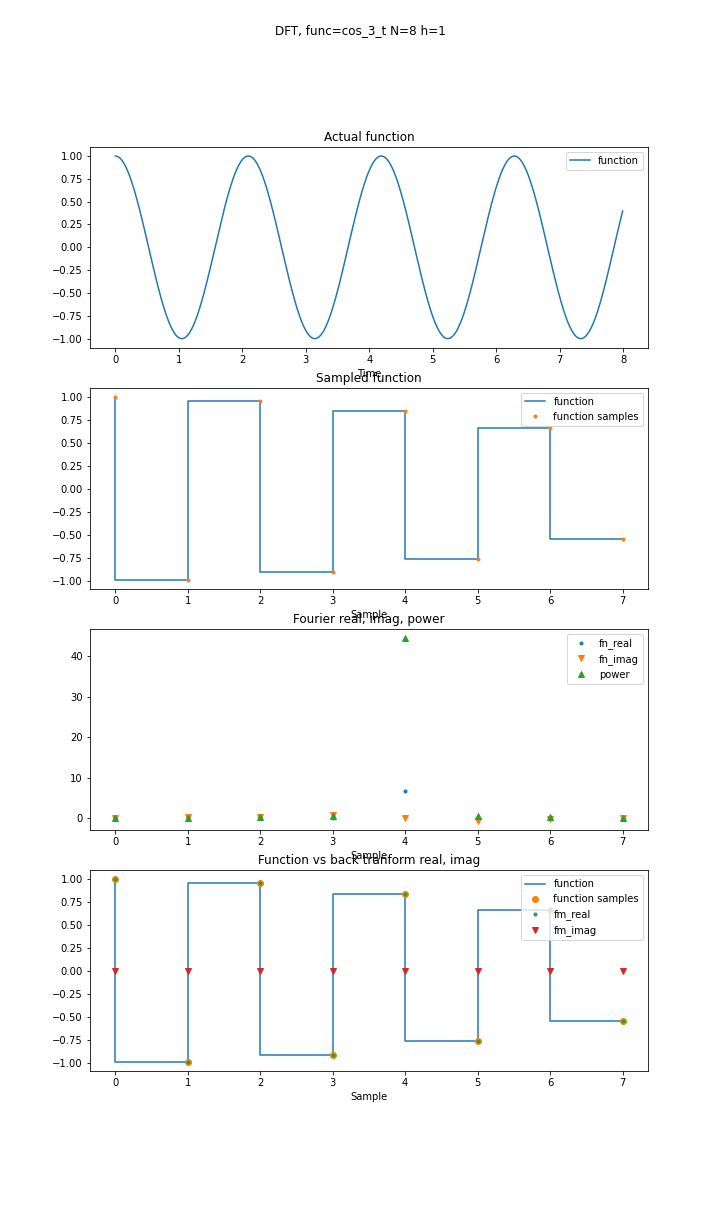 DFT, func=cos_3_t N=8 h=1
Actual function
1.00
0.75
0.50
0.25
0.00
−0.25
−0.50
−0.75
−1.00
function
0 1 2 3 4 5 6 7 8
Time
Sampled function
1.00
0.75
0.50
0.25
0.00
−0.25
−0.50
−0.75
−1.00
function
function samples
0 1 2 3 4 5 6 7
Sample
Fourier real, imag, power
40
30
20
10
0
fn_real
fn_imag
power
0 1 2 3 4 5 6 7
Sample
Function vs back tranform real, imag
1.00
0.75
0.50
0.25
0.00
−0.25
−0.50
−0.75
−1.00
function
function samples
fm_real
fm_imag
0 1 2 3 4 5 6 7
Sample